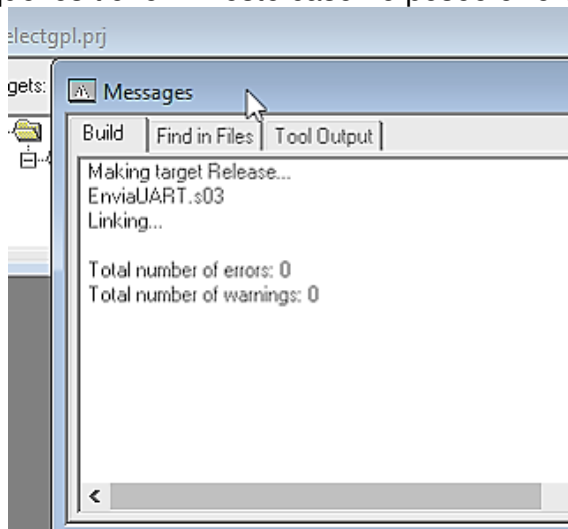 electgpl.prj
gets:
Messages
Build
Find in Files
Tool Output
Making target Release...
EnviaUART.s03
Linking...
Total number of errors: 0
Total number of warnings: 0